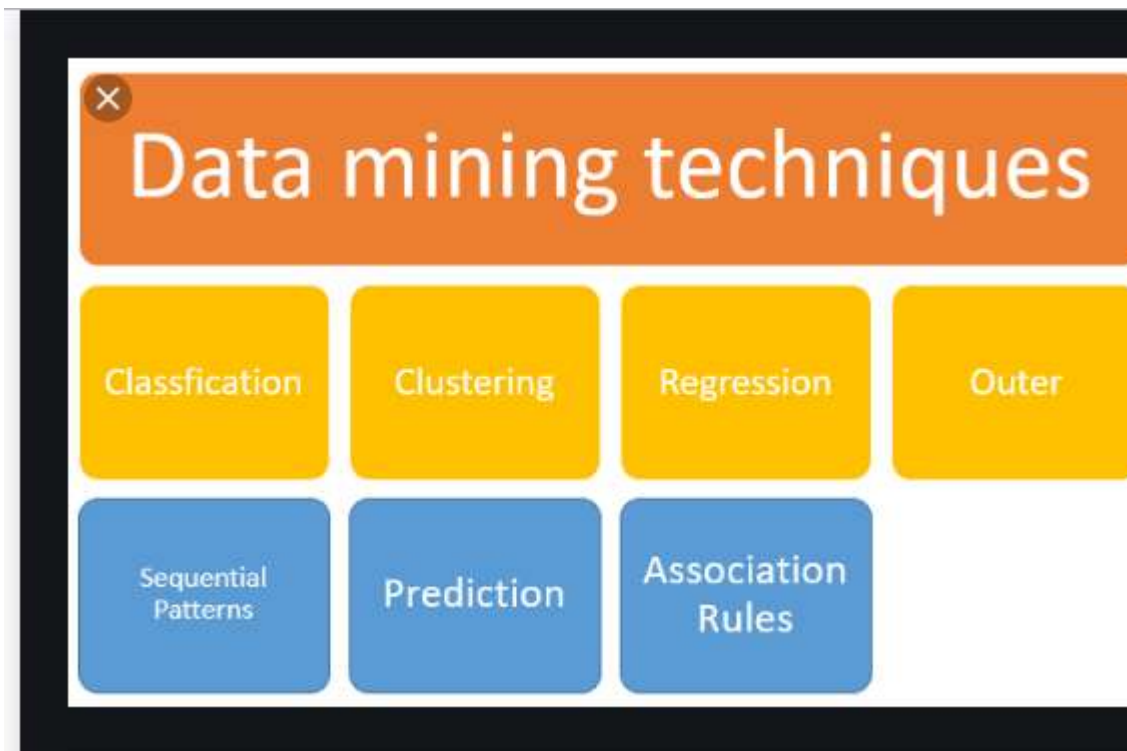 Data mining techniques
Classfication
Clustering
Regression
Outer
Sequential
Patterns
Prediction
Association
Rules